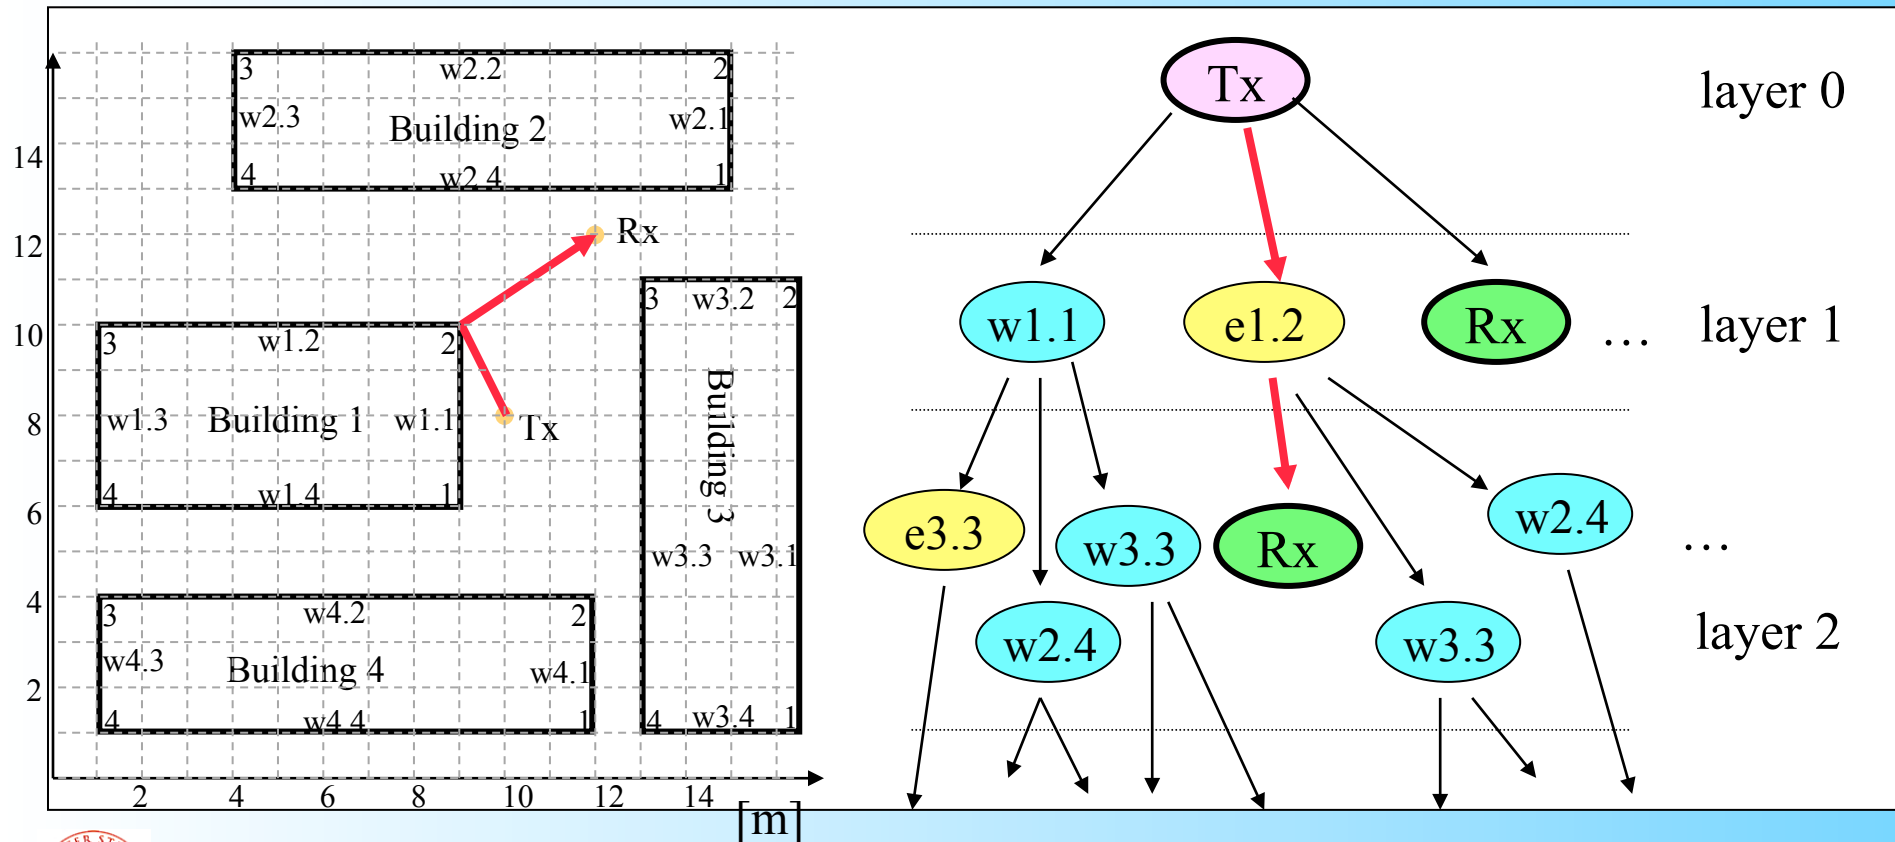 3 w2.2 2
w2.3 Building 2 w2.1
4 w2.4 1
14
12
10
8
6
4
2
Rx
3 w1.2 2
w1.3 Building 1 w1.1
4 w1.4 1
Tx
3 w3.2 2
Building 3
w3.3 w3.1
4 w3.4 1
3 w4.2 2
w4.3 Building 4 w4.1
4 w4.4 1
2 4 6 8 10 12 14
[m]
Tx
layer 0
w1.1 e1.2 Rx … layer 1
e3.3 w3.3 Rx w2.4 …
w2.4 w3.3 layer 2